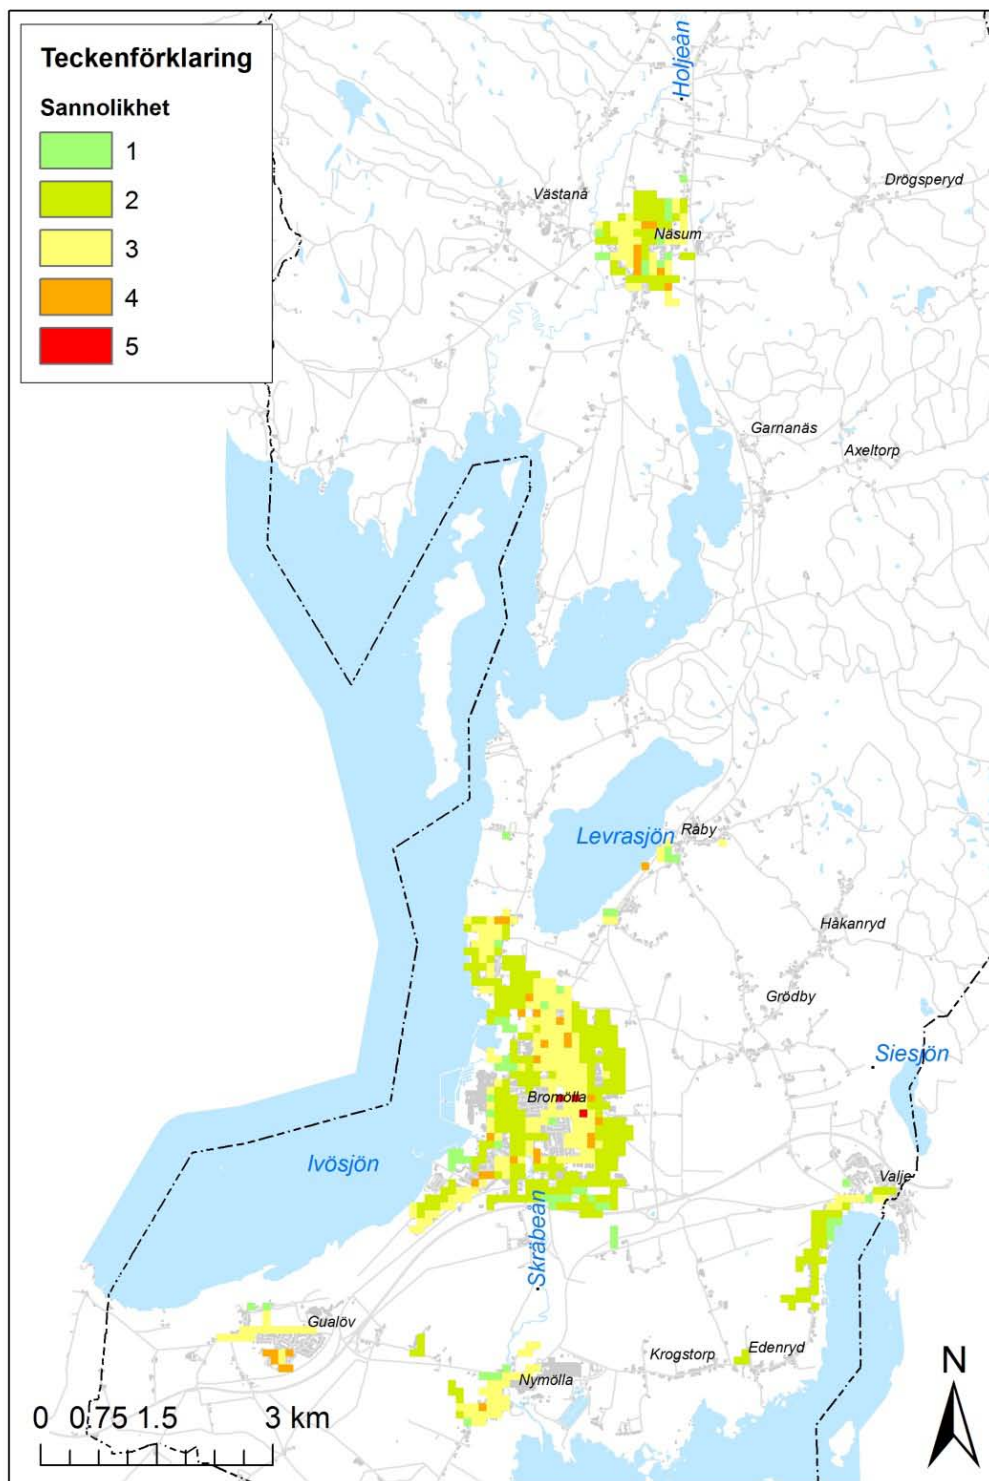 Teckenförklaring
Sannolikhet
1
2
3
4
5
Holjeån
Drögsperyd
Västanå
Näsum
Garnanäs
Axeltorp
Levrasjön
Råby
Håkanryd
Grödby
Siesjön
Bromölla
Ivösjön
Valje
Skräbeån
Gualöv
Krogstorp
Edenryd
Nymölla
N
0 0.75 1.5 3 km